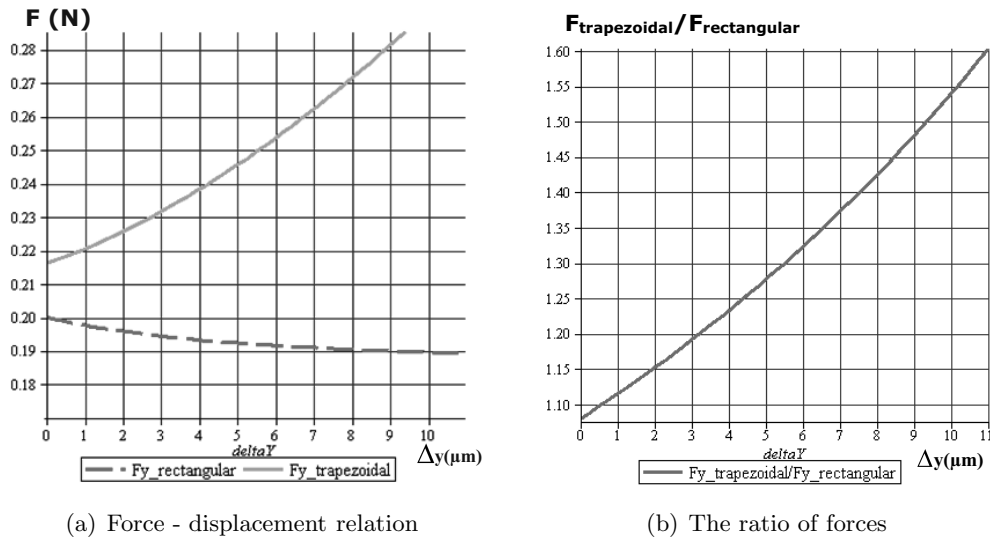 F (N)
0.28
0.27
0.26
0.25
0.24
0.23
0.22
0.21
0.20
0.19
0.18
0 1 2 3 4 5 6 7 8 9 10
deltaY
Δy(μm)
Fy_rectangular Fy_trapezoidal
(a) Force - displacement relation
Ftrapezoidal/Frectangular
1.60
1.55
1.50
1.45
1.40
1.35
1.30
1.25
1.20
1.15
1.10
0 1 2 3 4 5 6 7 8 9 10 11
deltaY
Δy(μm)
Fy_trapezoidal/Fy_rectangular
(b) The ratio of forces